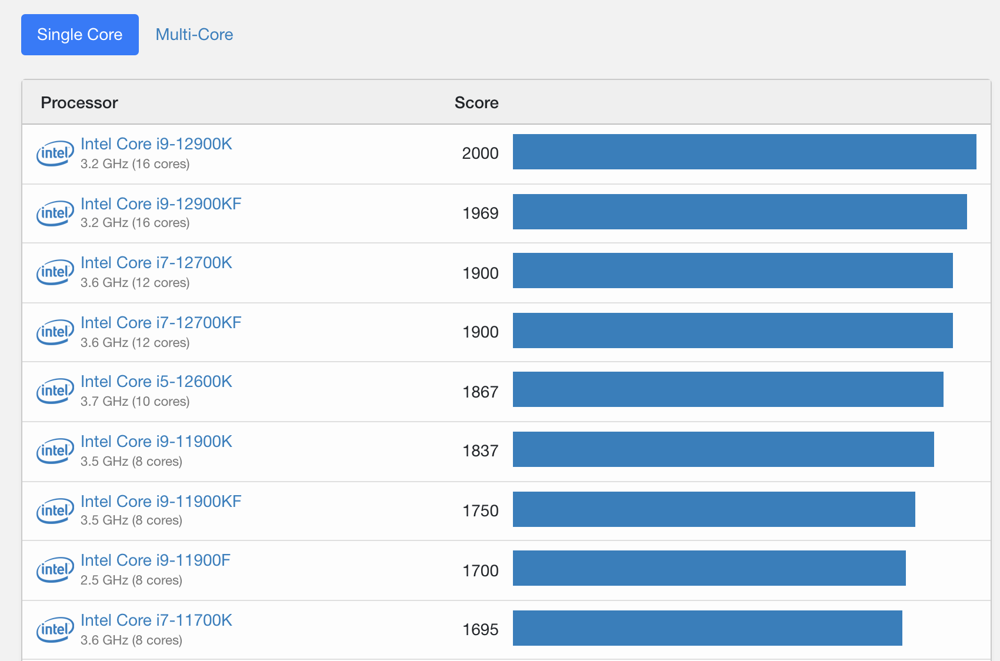 Single Core Multi-Core
Processor Score
intel Intel Core i9-12900K
3.2 GHz (16 cores)
2000
intel Intel Core i9-12900KF
3.2 GHz (16 cores)
1969
intel Intel Core i7-12700K
3.6 GHz (12 cores)
1900
intel Intel Core i7-12700KF
3.6 GHz (12 cores)
1900
intel Intel Core i5-12600K
3.7 GHz (10 cores)
1867
intel Intel Core i9-11900K
3.5 GHz (8 cores)
1837
intel Intel Core i9-11900KF
3.5 GHz (8 cores)
1750
intel Intel Core i9-11900F
2.5 GHz (8 cores)
1700
intel Intel Core i7-11700K
3.6 GHz (8 cores)
1695